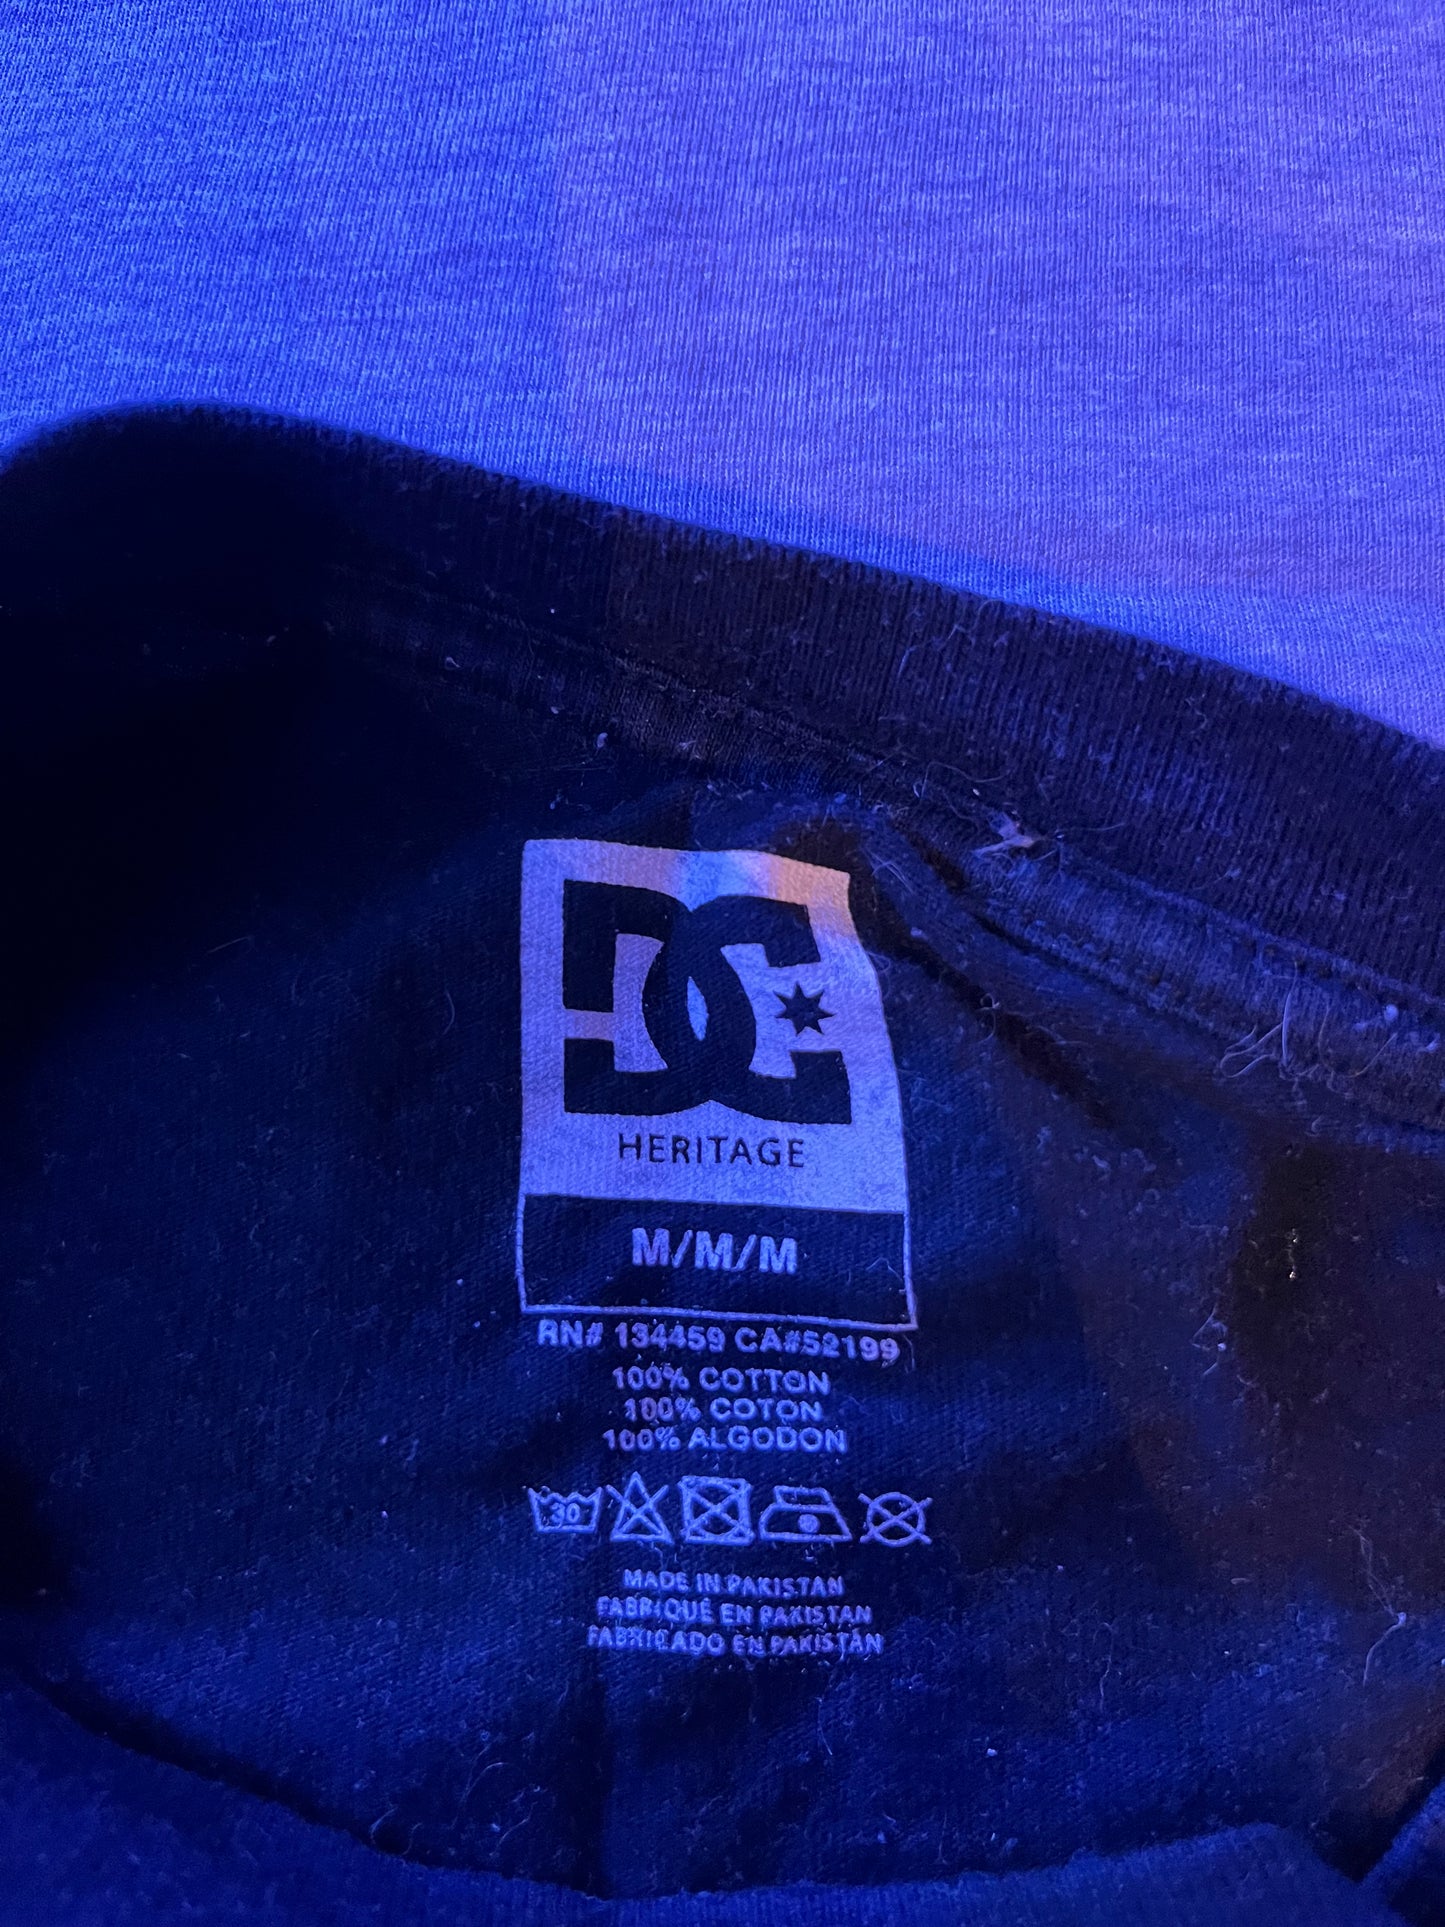 DC
HERITAGE
M/M/M
RN# 134459 CA#52199
100% COTTON
100% COTON
100% ALGODON
30
MADE IN PAKISTAN
FABRIQUÉ EN PAKISTAN
FABRICADO EN PAKISTÁN